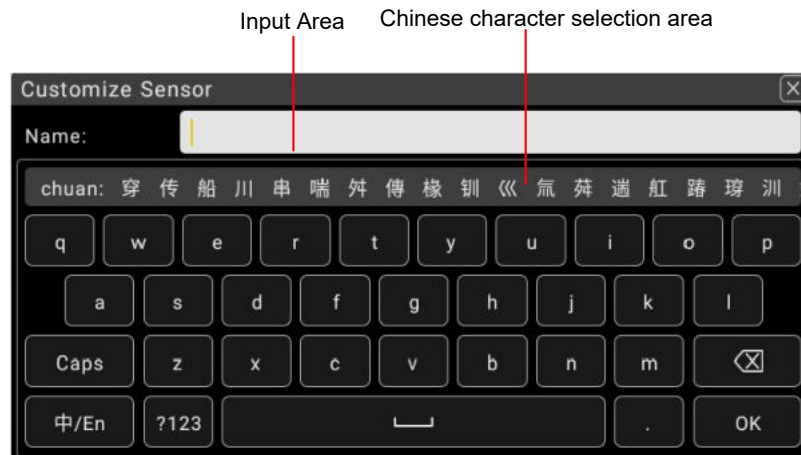 Input Area Chinese character selection area
Customize Sensor
Name:
chuan: 穿 传 船 川 串 喘 舛 傳 椽 钏 巛 氚 荈 遄 舡 踳 瑏 汌
q w e r t y u i o p
a s d f g h j k l
Caps z x c v b n m
中/En ?123 . OK